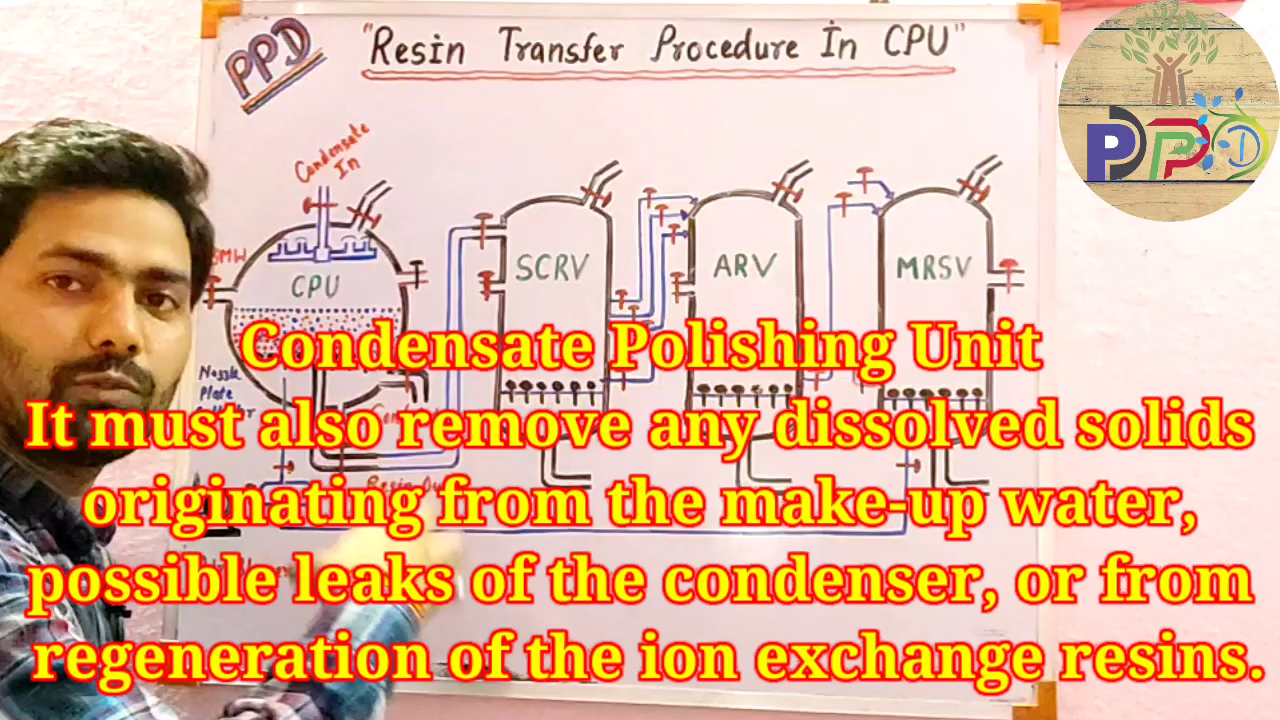 PPD
"Resin Transfer Procedure In CPU"
PPD
Condensate
In
DMW
CPU
SCRV
ARV
MRSV
Nozzle
Plate
Condensate Polishing Unit
It must also remove any dissolved solids
originating from the make-up water,
possible leaks of the condenser, or from
regeneration of the ion exchange resins.
Resin Out